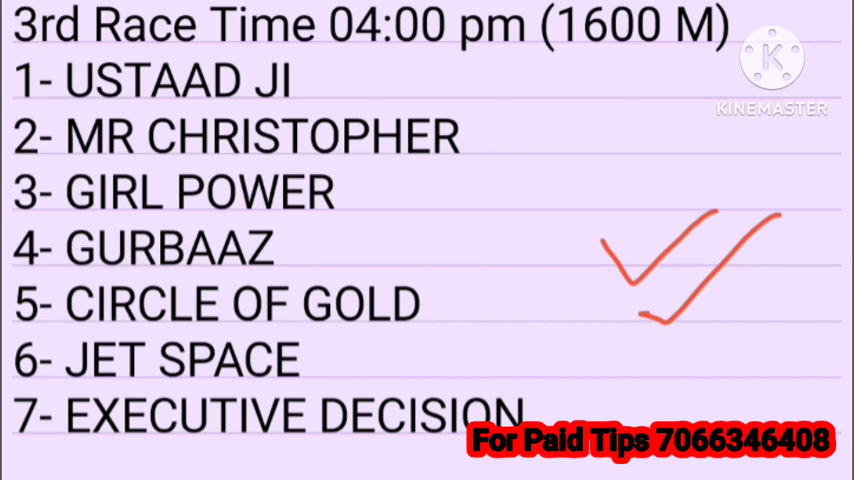 3rd Race Time 04:00 pm (1600 M)
KINEMASTER
1- USTAAD JI
2- MR CHRISTOPHER
3- GIRL POWER
4- GURBAAZ
5- CIRCLE OF GOLD
6- JET SPACE
7- EXECUTIVE DECISION
For Paid Tips 7066346408